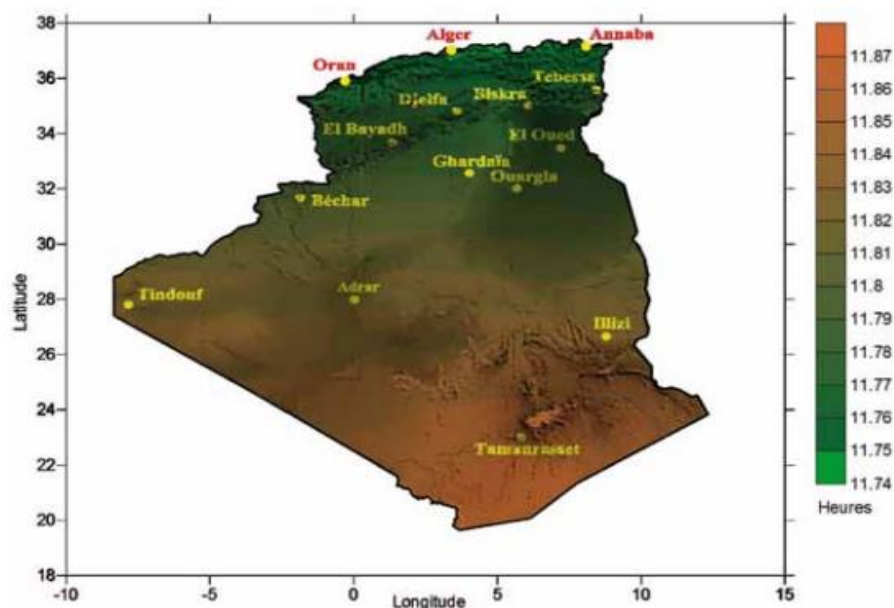 38
36
34
32
30
28
26
24
22
20
18
Latitude
Alger
Annaba
Oran
Tebessa
Djelfa
Biskra
El Bayadh
El Oued
Ghardaia
Ouargla
Béchar
Tindouf
Adrar
Illizi
Tamanrasset
-10
-5
0
5
10
15
Longitude
11.87
11.86
11.85
11.84
11.83
11.82
11.81
11.8
11.79
11.78
11.77
11.76
11.75
11.74
Heures